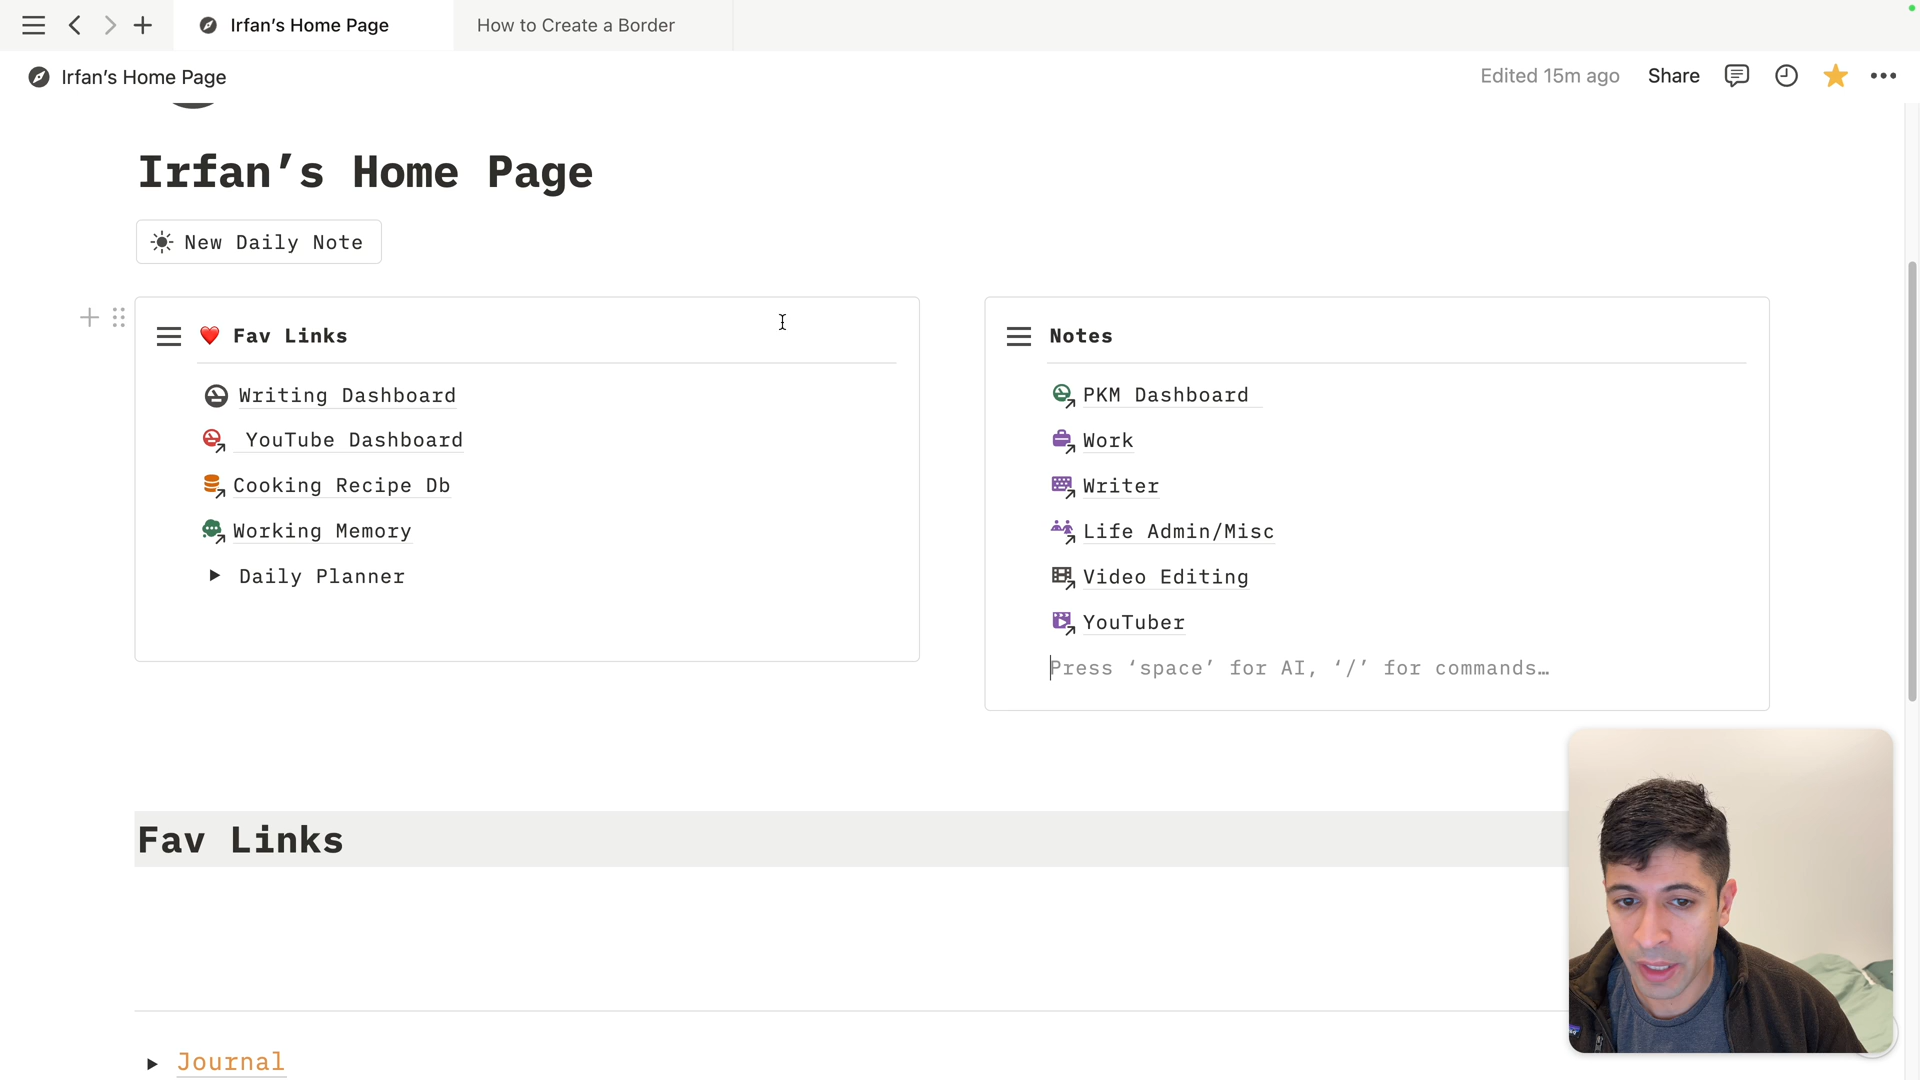 Irfan's Home Page
How to Create a Border
Irfan's Home Page
Edited 15m ago
Share
Irfan’s Home Page
New Daily Note
Fav Links
Writing Dashboard
YouTube Dashboard
Cooking Recipe Db
Working Memory
Daily Planner
Notes
PKM Dashboard
Work
Writer
Life Admin/Misc
Video Editing
YouTuber
Press ‘space’ for AI, ‘/’ for commands…
Fav Links
Journal